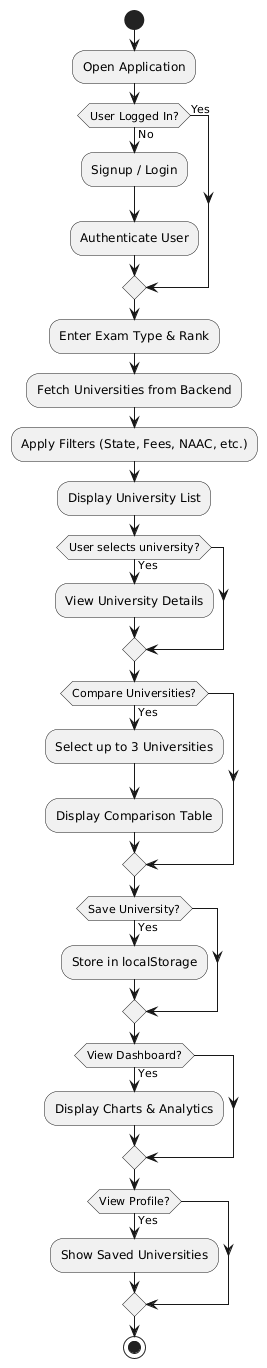 Open Application
User Logged In?
Yes
No
Signup / Login
Authenticate User
Enter Exam Type & Rank
Fetch Universities from Backend
Apply Filters (State, Fees, NAAC, etc.)
Display University List
User selects university?
Yes
View University Details
Compare Universities?
Yes
Select up to 3 Universities
Display Comparison Table
Save University?
Yes
Store in localStorage
View Dashboard?
Yes
Display Charts & Analytics
View Profile?
Yes
Show Saved Universities